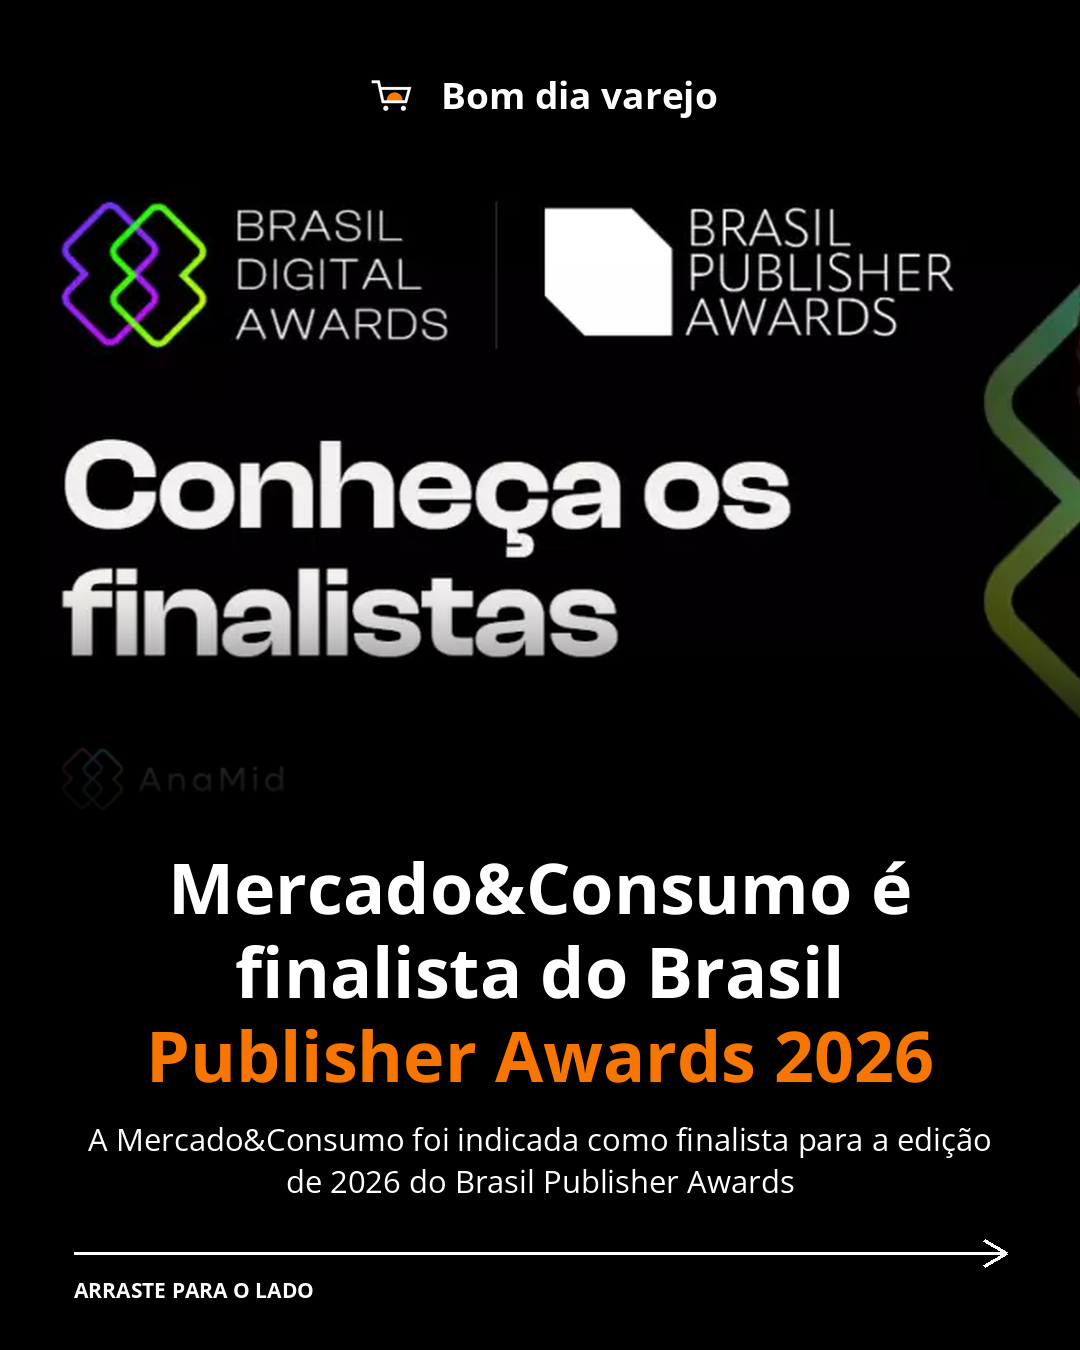 Bom dia varejo
BRASIL
DIGITAL
AWARDS
BRASIL
PUBLISHER
AWARDS
Conheça os
finalistas
AnaMid
Mercado&Consumo é
finalista do Brasil
Publisher Awards 2026
A Mercado&Consumo foi indicada como finalista para a edição
de 2026 do Brasil Publisher Awards
ARRASTE PARA O LADO